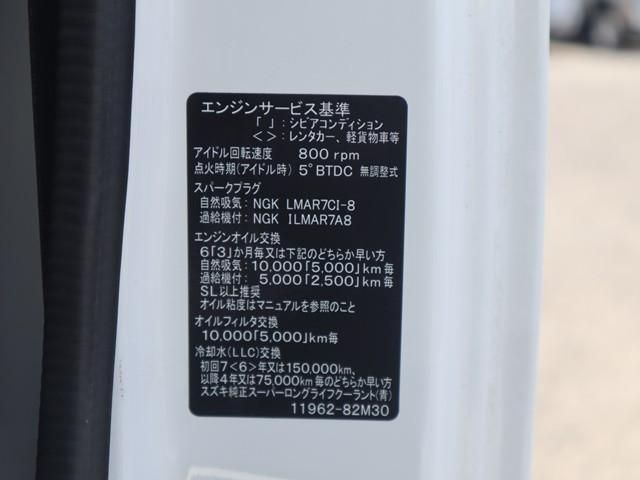 エンジンサービス基準
「 」：シビアコンディション
＜ ＞：レンタカー、軽貨物車等
アイドル回転速度 800 rpm
点火時期(アイドル時) 5°BTDC 無調整式
スパークプラグ
自然吸気：NGK LMAR7CI-8
過給機付：NGK ILMAR7A8
エンジンオイル交換
6「3」か月毎又は下記のどちらか早い方
自然吸気：10,000「5,000」km毎
過給機付：5,000「2,500」km毎
SL以上推奨
オイル粘度はマニュアルを参照のこと
オイルフィルタ交換
10,000「5,000」km毎
冷却水(LLC)交換
初回7＜6＞年又は150,000km、
以降4年又は75,000km毎のどちらか早い方
スズキ純正スーパーロングライフクーラント(青)
11962-82M30